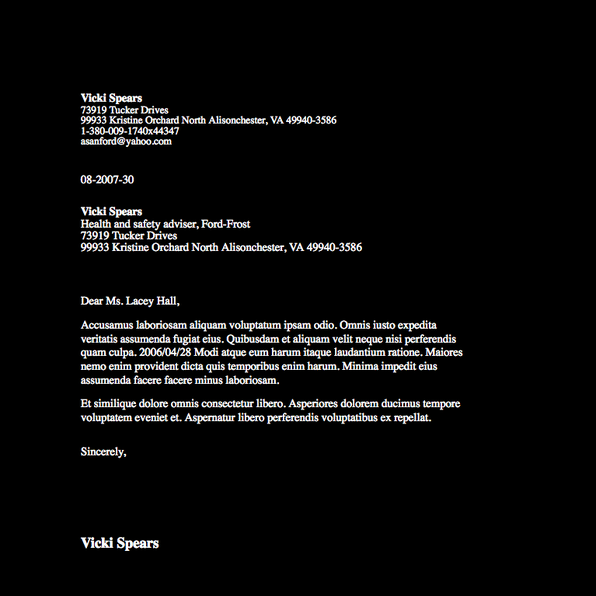 Vicki Spears
73919 Tucker Drives
99933 Kristine Orchard North Alisonchester, VA 49940-3586
1-380-009-1740x44347
asanford@yahoo.com
08-2007-30
Vicki Spears
Health and safety adviser, Ford-Frost
73919 Tucker Drives
99933 Kristine Orchard North Alisonchester, VA 49940-3586
Dear Ms. Lacey Hall,
Accusamus laboriosam aliquam voluptatum ipsam odio. Omnis iusto expedita
veritatis assumenda fugiat eius. Quibusdam et aliquam velit neque nisi perferendis
quam culpa. 2006/04/28 Modi atque eum harum itaque laudantium ratione. Maiores
nemo enim provident dicta quis temporibus enim harum. Minima impedit eius
assumenda facere facere minus laboriosam.
Et similique dolore omnis consectetur libero. Asperiores dolorem ducimus tempore
voluptatem eveniet et. Aspernatur libero perferendis voluptatibus ex repellat.
Sincerely,
Vicki Spears